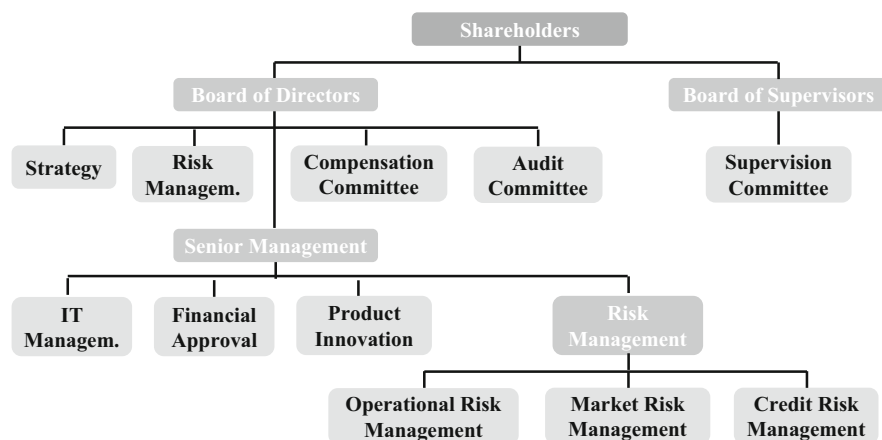 Shareholders
Board of Directors
Board of Supervisors
Strategy
Risk
Managem.
Compensation
Committee
Audit
Committee
Supervision
Committee
Senior Management
IT
Managem.
Financial
Approval
Product
Innovation
Risk
Management
Operational Risk
Management
Market Risk
Management
Credit Risk
Management